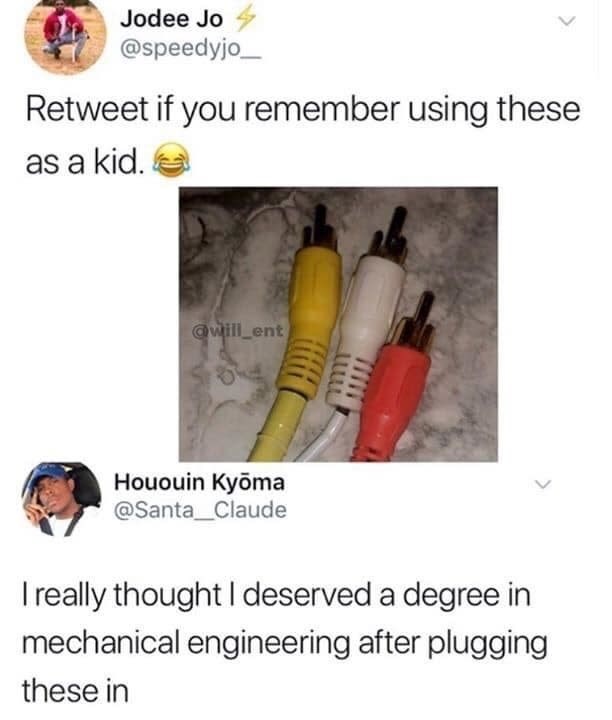 Jodee Jo ⚡
@speedyjo__
Retweet if you remember using these
as a kid. 😂
@will_ent
Hououin Kyōma
@Santa__Claude
I really thought I deserved a degree in
mechanical engineering after plugging
these in